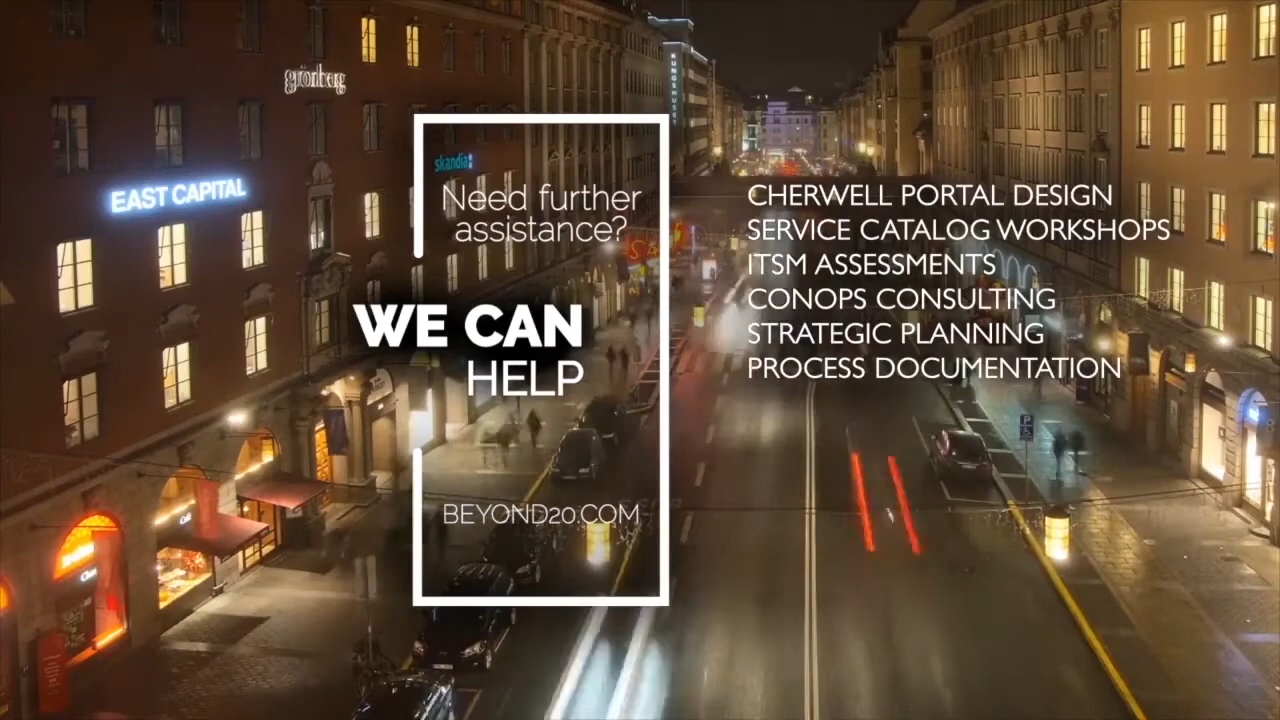 grönberg
KUNGSHUSET
EAST CAPITAL
skandia:
Need further
assistance?
WE CAN
HELP
BEYOND20.COM
CHERWELL PORTAL DESIGN
SERVICE CATALOG WORKSHOPS
ITSM ASSESSMENTS
CONOPS CONSULTING
STRATEGIC PLANNING
PROCESS DOCUMENTATION
P